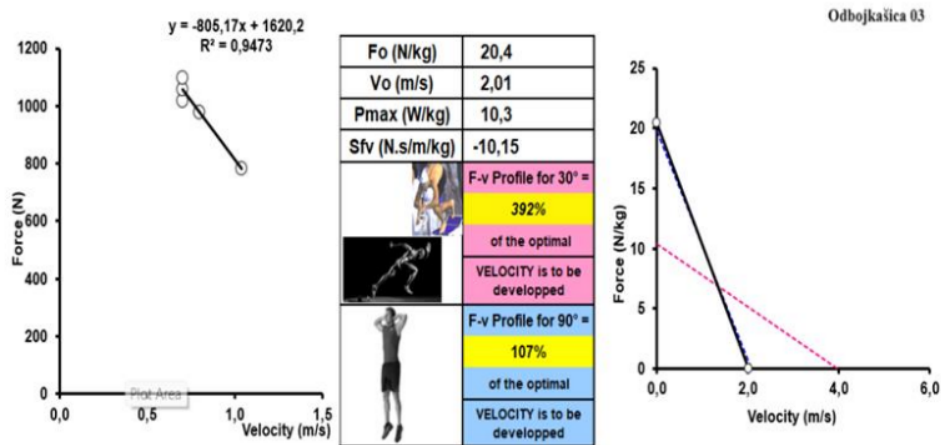 Odbojkašica 03
y = -805,17x + 1620,2
R² = 0,9473
Force (N)
1200
1000
800
600
400
200
0
0,0
0,5
1,0
1,5
Plot Area
Velocity (m/s)
Fo (N/kg) 20,4
Vo (m/s) 2,01
Pmax (W/kg) 10,3
Sfv (N.s/m/kg) -10,15
F-v Profile for 30° =
392%
of the optimal
VELOCITY is to be
developped
F-v Profile for 90° =
107%
of the optimal
VELOCITY is to be
developped
Force (N/kg)
25
20
15
10
5
0
0,0
2,0
4,0
6,0
Velocity (m/s)